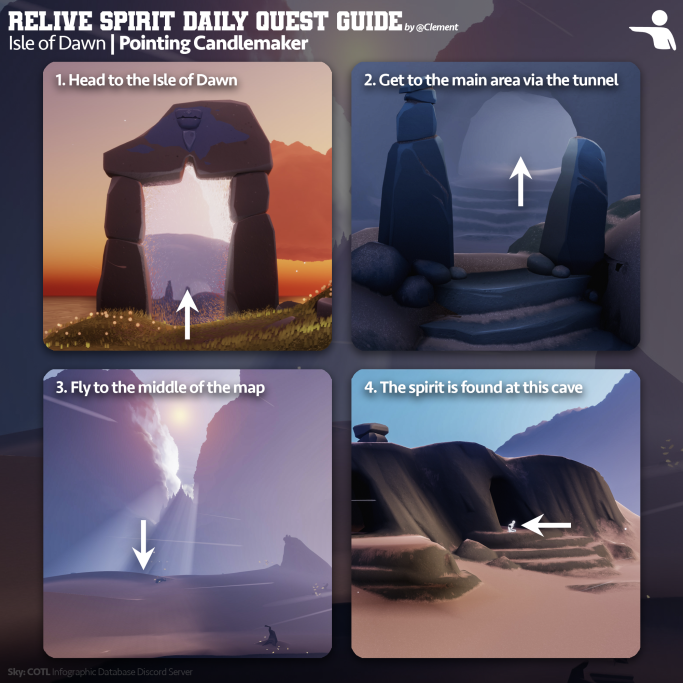 RELIVE SPIRIT DAILY QUEST GUIDE by @Clement
Isle of Dawn | Pointing Candlemaker
1. Head to the Isle of Dawn
2. Get to the main area via the tunnel
3. Fly to the middle of the map
4. The spirit is found at this cave
Sky: COTL Infographic Database Discord Server